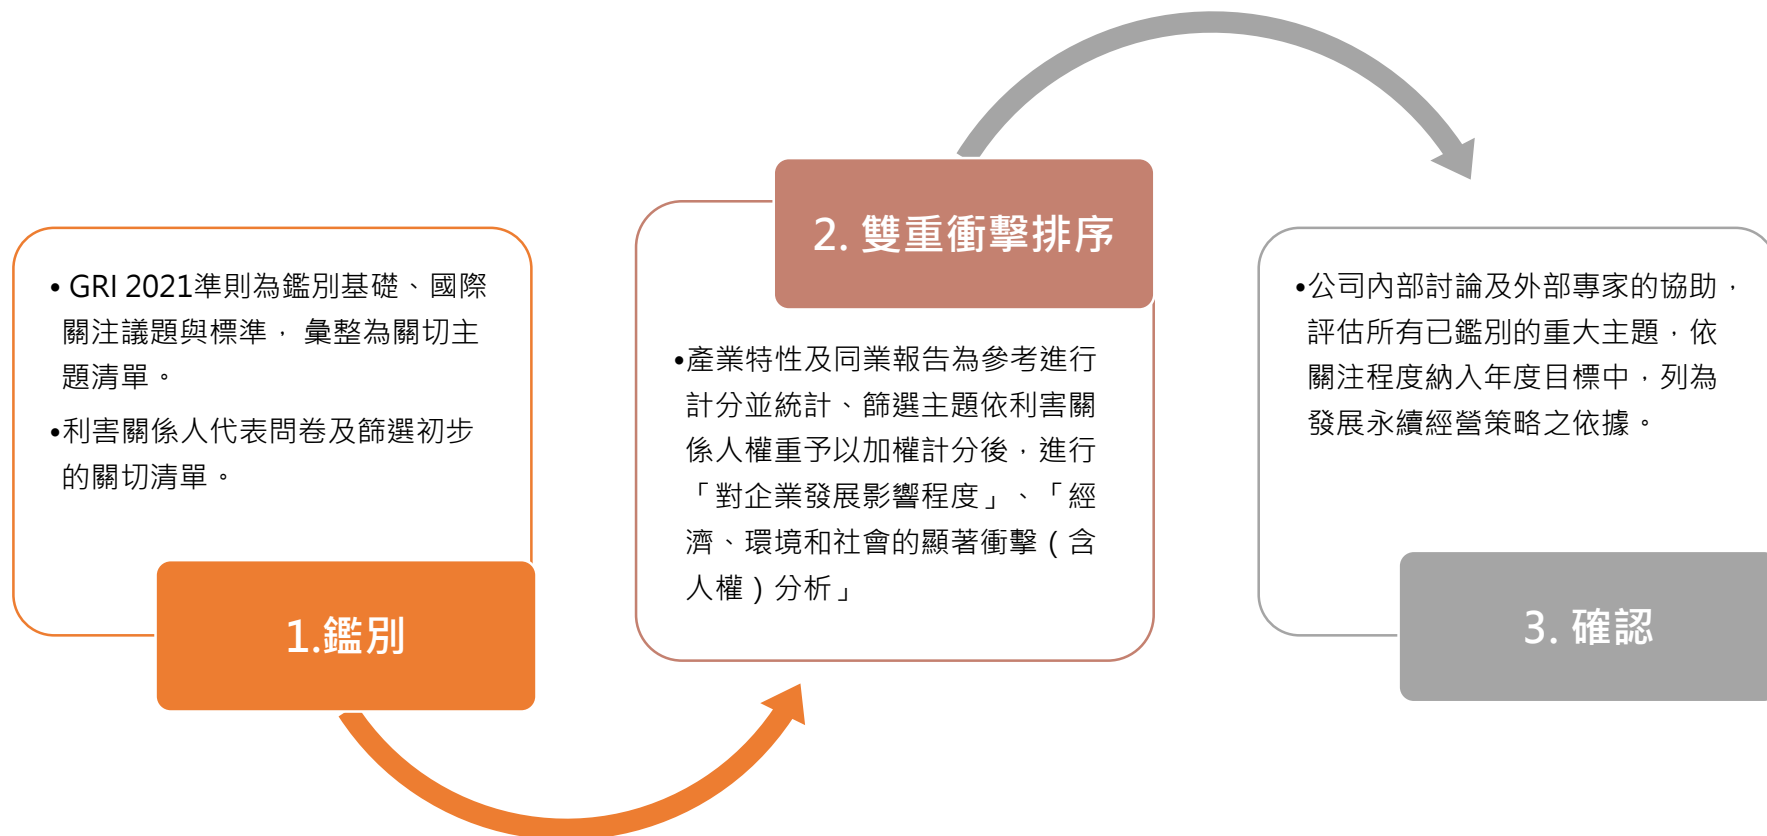 • GRI 2021準則為鑑別基礎、國際
關注議題與標準， 彙整為關切主
題清單。
•利害關係人代表問卷及篩選初步
的關切清單。
1.鑑別
2. 雙重衝擊排序
•產業特性及同業報告為參考進行
計分並統計、篩選主題依利害關
係人權重予以加權計分後，進行
「對企業發展影響程度」、「經
濟、環境和社會的顯著衝擊（含
人權）分析」
•公司內部討論及外部專家的協助，
評估所有已鑑別的重大主題，依
關注程度納入年度目標中，列為
發展永續經營策略之依據。
3. 確認